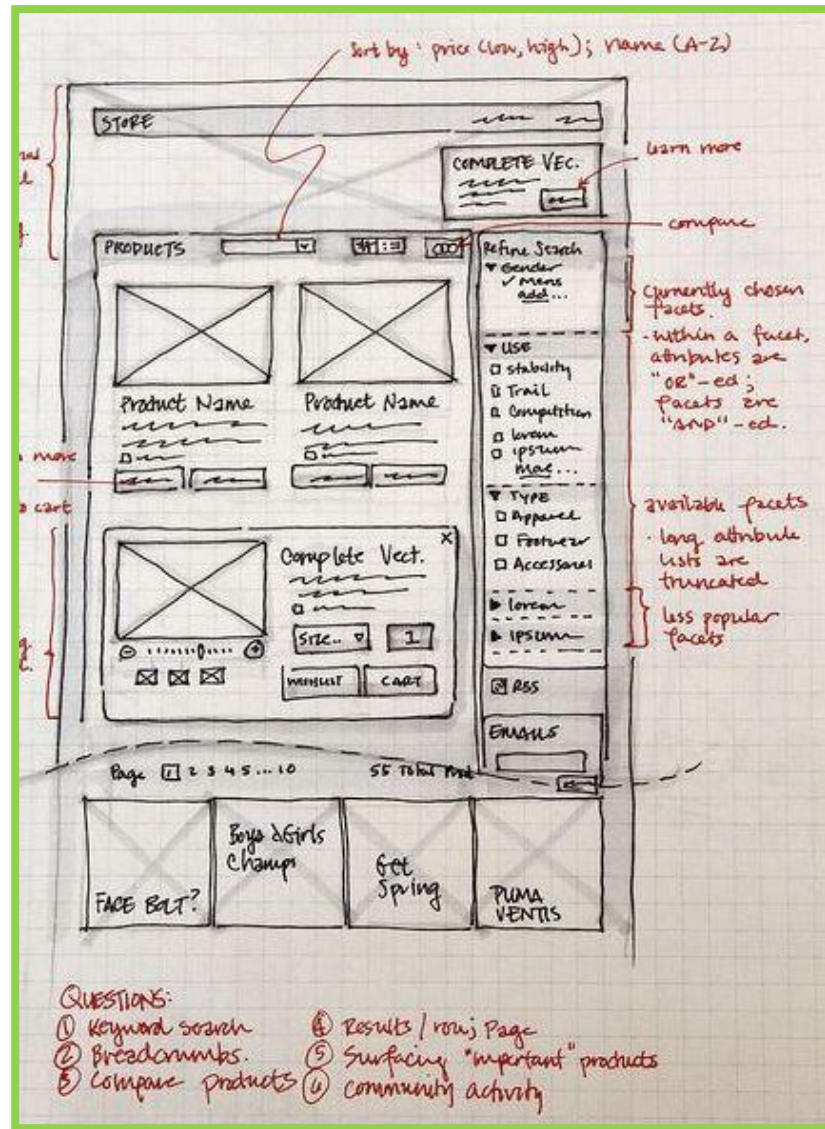 Sort by: price (low, high); name (A-Z)
STORE
COMPLETE VEC.
learn more
compare
PRODUCTS
Refine Search
Gender
✓ Mens
add...
currently chosen
facets.
- within a facet,
attributes are
"OR"-ed;
facets are
"AND"-ed.
USE
Stability
Trail
Competition
lorem
ipsum
more...
Product Name
Product Name
more
cart
TYPE
Apparel
Footwear
Accessories
available facets
· long attribute
lists are
truncated
Complete Vect.
X
SIZE..
1
WISHLIST
CART
lorem
ipsum
less popular
facets
RSS
EMAILS
Page 1 2 3 4 5 ... 10
55 Total Prod
FACE BOLT?
Boys & Girls
Champs
Get
Spring
PUMA
VENTIS
QUESTIONS:
① Keyword search
② Breadcrumbs.
③ Compare products
④ Results / row; page
⑤ Surfacing "important" products
⑥ Community activity